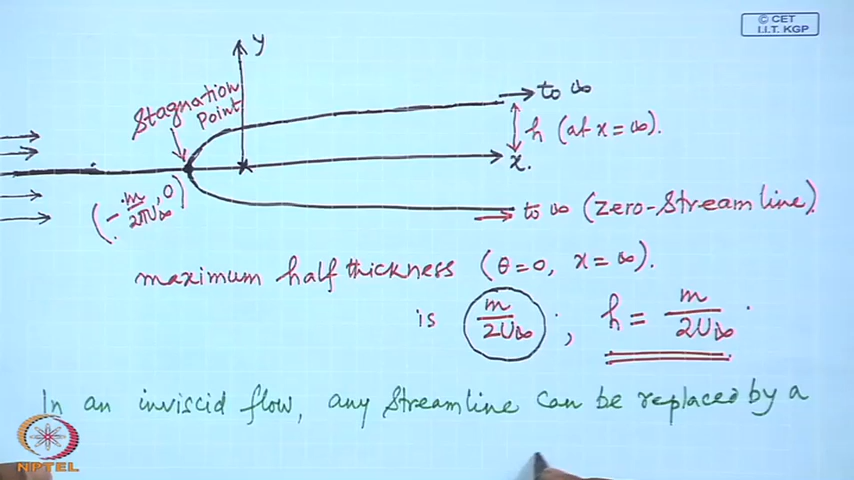 © CET
I.I.T. KGP
y
Stagnation
Point
to ∞
h (at x = ∞).
x.
(-m/2πU∞, 0)
to ∞ (Zero-Streamline)
maximum half thickness (θ=0, x=∞).
is m/2U∞ ; h = m/2U∞.
In an inviscid flow, any Streamline can be replaced by a
NPTEL